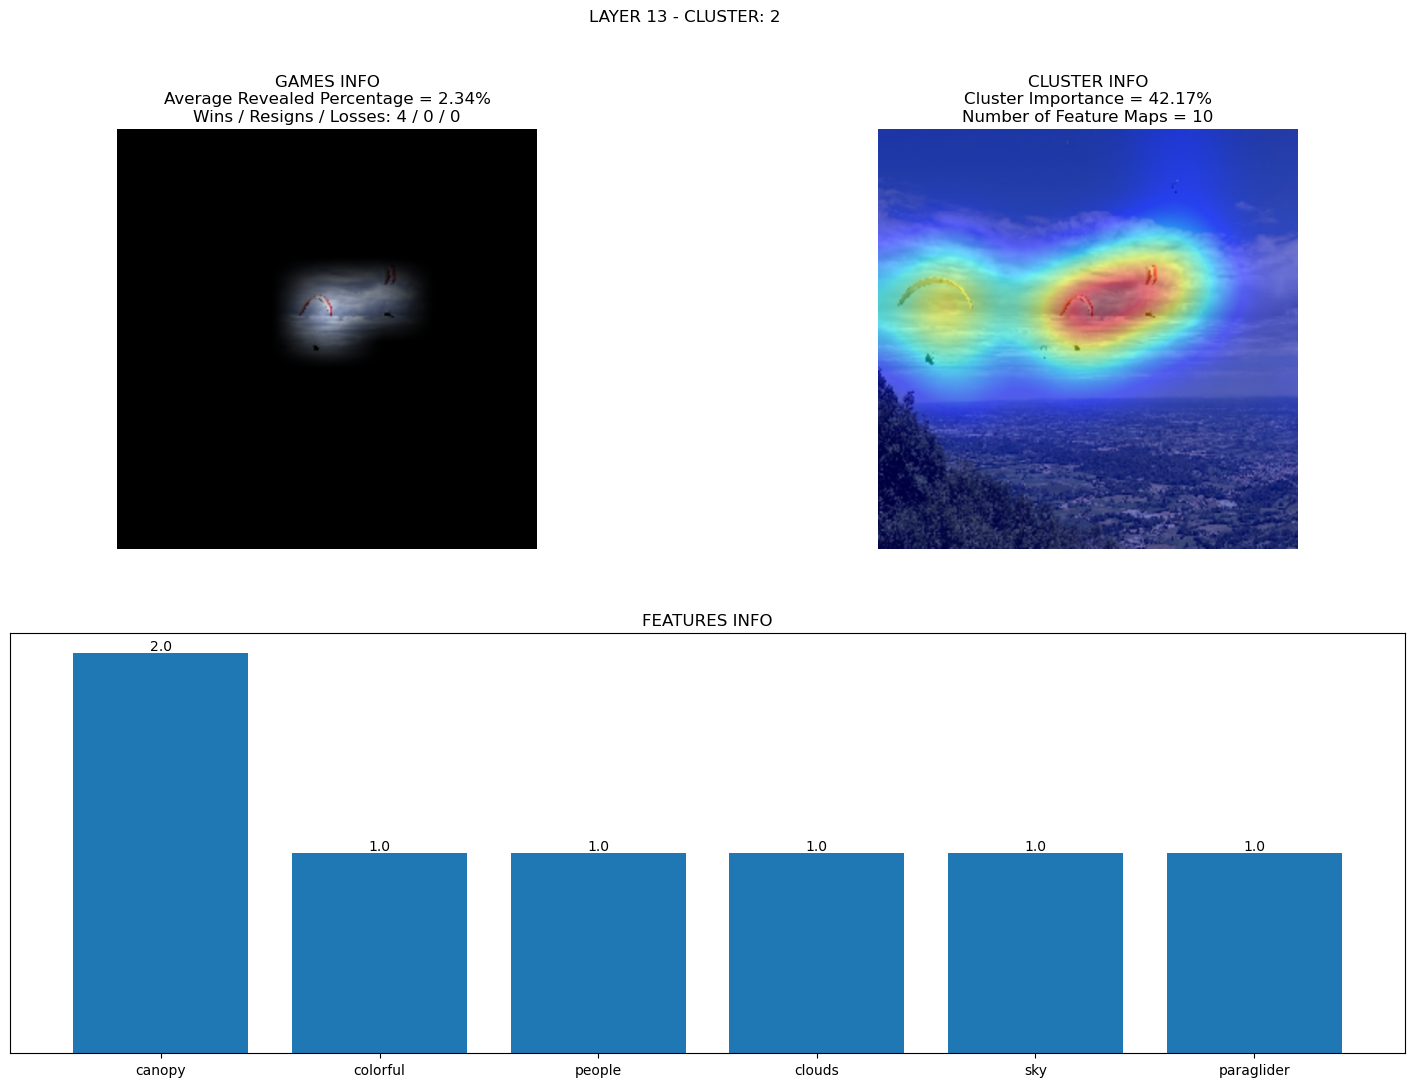 LAYER 13 - CLUSTER: 2
GAMES INFO
Average Revealed Percentage = 2.34%
Wins / Resigns / Losses: 4 / 0 / 0
CLUSTER INFO
Cluster Importance = 42.17%
Number of Feature Maps = 10
FEATURES INFO
2.0
1.0
1.0
1.0
1.0
1.0
canopy
colorful
people
clouds
sky
paraglider